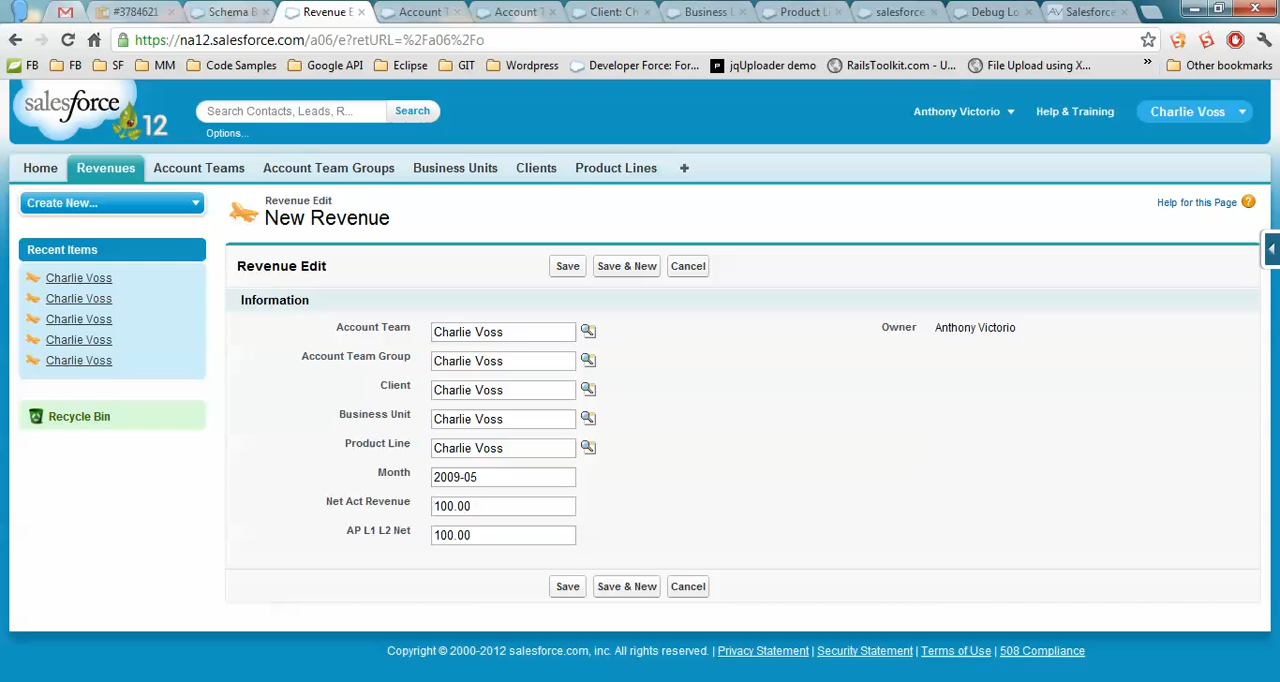 #3784621
Schema B
Revenue E
Account T
Account T
Client: Ch
Business L
Product Li
salesforce
Debug Lo
Salesforce
https://na12.salesforce.com/a06/e?retURL=%2Fa06%2Fo
FB
FB
SF
MM
Code Samples
Google API
Eclipse
GIT
Wordpress
Developer Force: For...
jqUploader demo
RailsToolkit.com - U...
File Upload using X...
»
Other bookmarks
salesforce
12
Search Contacts, Leads, R...
Search
Options...
Anthony Victorio
Help & Training
Charlie Voss
Home
Revenues
Account Teams
Account Team Groups
Business Units
Clients
Product Lines
+
Create New...
Revenue Edit
New Revenue
Help for this Page
Recent Items
Charlie Voss
Charlie Voss
Charlie Voss
Charlie Voss
Charlie Voss
Recycle Bin
Revenue Edit
Save
Save & New
Cancel
Information
Account Team Charlie Voss
Owner Anthony Victorio
Account Team Group Charlie Voss
Client Charlie Voss
Business Unit Charlie Voss
Product Line Charlie Voss
Month 2009-05
Net Act Revenue 100.00
AP L1 L2 Net 100.00
Save
Save & New
Cancel
Copyright © 2000-2012 salesforce.com, inc. All rights reserved. | Privacy Statement | Security Statement | Terms of Use | 508 Compliance